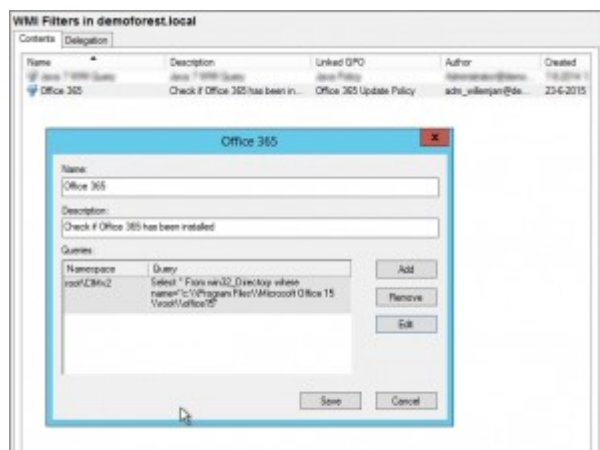 WMI Filters in demoforest.local
Contents Delegation
Name Description Linked GPO Author Created
Office 365 Check if Office 365 has been in... Office 365 Update Policy adm_willemjan@de... 23-6-2015
Office 365
Name:
Office 365
Description:
Check if Office 365 has been installed
Queries:
Namespace Query
root\CIMv2 Select * From win32_Directory where
name="c:\\Program Files\\Microsoft Office 15
\\root\\office15"
Add
Remove
Edit
Save Cancel